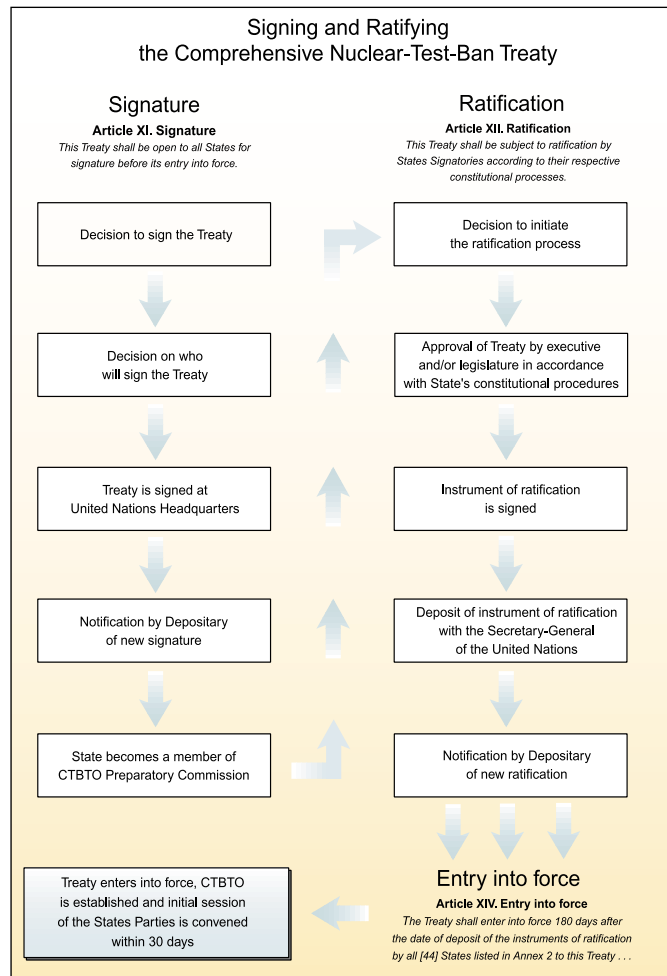 Signing and Ratifying
the Comprehensive Nuclear-Test-Ban Treaty
Signature
Article XI. Signature
This Treaty shall be open to all States for
signature before its entry into force.
Decision to sign the Treaty
Decision on who
will sign the Treaty
Treaty is signed at
United Nations Headquarters
Notification by Depositary
of new signature
State becomes a member of
CTBTO Preparatory Commission
Ratification
Article XII. Ratification
This Treaty shall be subject to ratification by
States Signatories according to their respective
constitutional processes.
Decision to initiate
the ratification process
Approval of Treaty by executive
and/or legislature in accordance
with State's constitutional procedures
Instrument of ratification
is signed
Deposit of instrument of ratification
with the Secretary-General
of the United Nations
Notification by Depositary
of new ratification
Entry into force
Article XIV. Entry into force
The Treaty shall enter into force 180 days after
the date of deposit of the instruments of ratification
by all [44] States listed in Annex 2 to this Treaty . . .
Treaty enters into force, CTBTO
is established and initial session
of the States Parties is convened
within 30 days